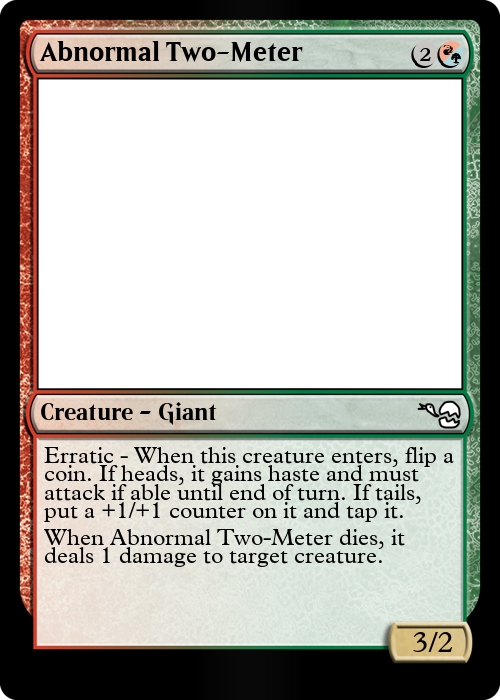 Abnormal Two-Meter 2
Creature - Giant
Erratic - When this creature enters, flip a
coin. If heads, it gains haste and must
attack if able until end of turn. If tails,
put a +1/+1 counter on it and tap it.
When Abnormal Two-Meter dies, it
deals 1 damage to target creature.
3/2